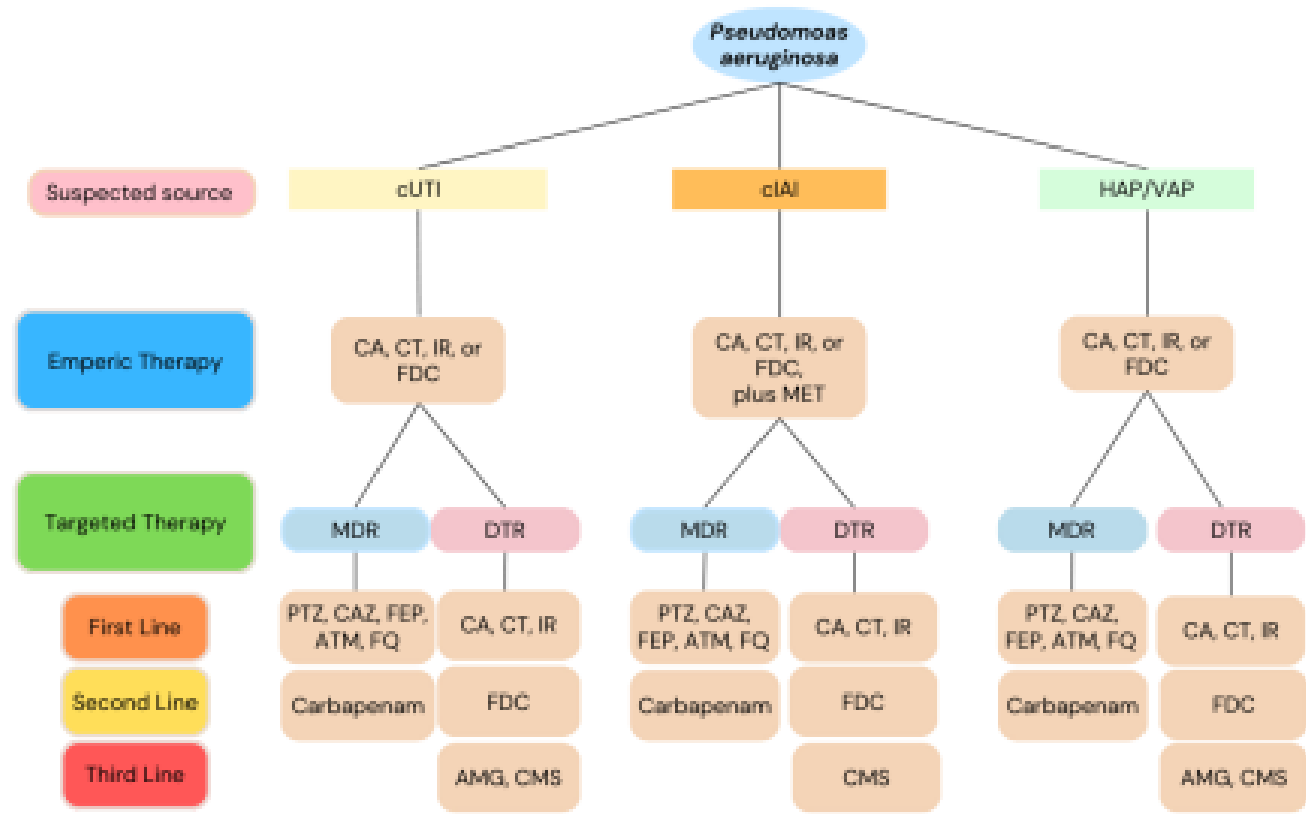 Pseudomoas
aeruginosa
Suspected source
cUTI
cIAI
HAP/VAP
Emperic Therapy
CA, CT, IR, or
FDC
CA, CT, IR, or
FDC,
plus MET
CA, CT, IR, or
FDC
Targeted Therapy
MDR
DTR
MDR
DTR
MDR
DTR
First Line
PTZ, CAZ, FEP,
ATM, FQ
CA, CT, IR
PTZ, CAZ,
FEP, ATM, FQ
CA, CT, IR
PTZ, CAZ,
FEP, ATM, FQ
CA, CT, IR
Second Line
Carbapenam
FDC
Carbapenam
FDC
Carbapenam
FDC
Third Line
AMG, CMS
CMS
AMG, CMS